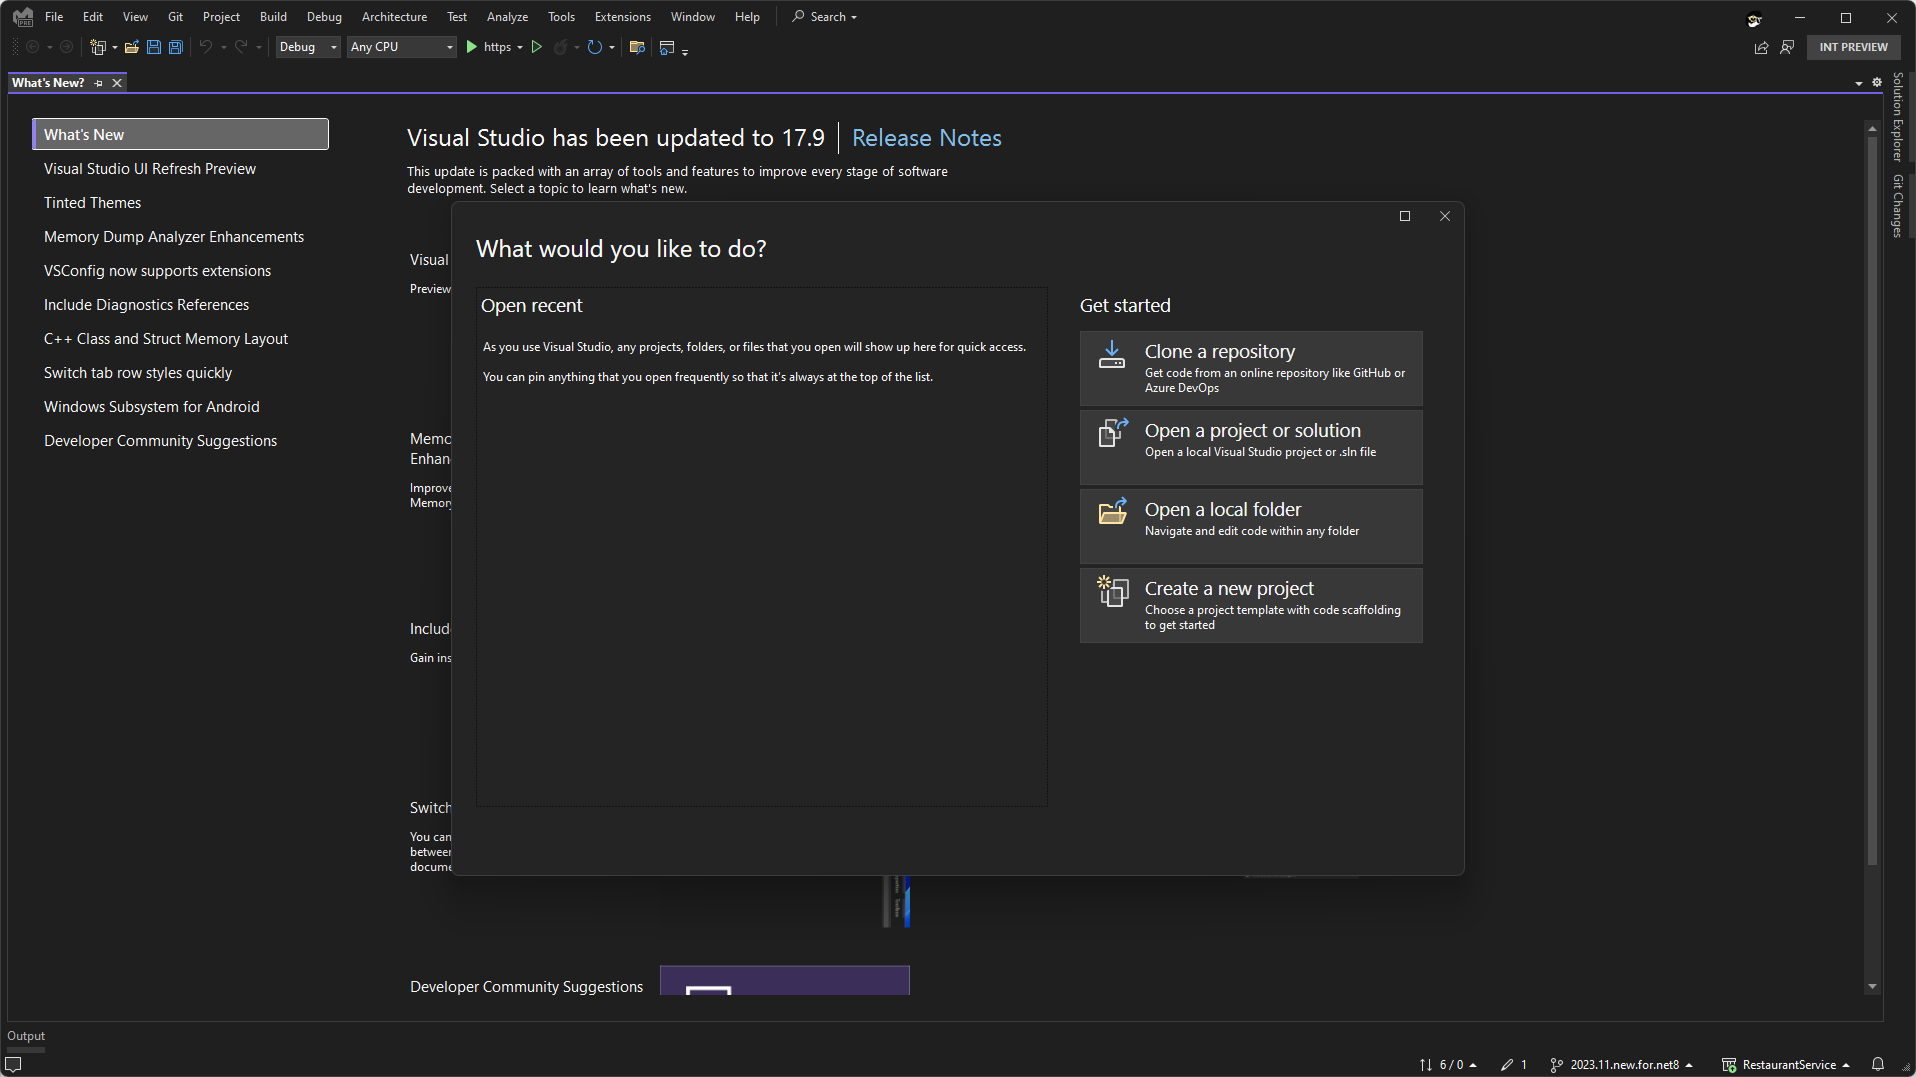 File Edit View Git Project Build Debug Architecture Test Analyze Tools Extensions Window Help Search
PRE
Debug Any CPU https INT PREVIEW
What's New?
Solution Explorer
Git Changes
What's New
Visual Studio UI Refresh Preview
Tinted Themes
Memory Dump Analyzer Enhancements
VSConfig now supports extensions
Include Diagnostics References
C++ Class and Struct Memory Layout
Switch tab row styles quickly
Windows Subsystem for Android
Developer Community Suggestions
Visual Studio has been updated to 17.9 Release Notes
This update is packed with an array of tools and features to improve every stage of software
development. Select a topic to learn what's new.
Visual
Preview
Memo
Enhan
Improve
Memory
Include
Gain ins
Switch
You can
between
docume
What would you like to do?
Open recent
As you use Visual Studio, any projects, folders, or files that you open will show up here for quick access.
You can pin anything that you open frequently so that it's always at the top of the list.
Get started
Clone a repository
Get code from an online repository like GitHub or
Azure DevOps
Open a project or solution
Open a local Visual Studio project or .sln file
Open a local folder
Navigate and edit code within any folder
Create a new project
Choose a project template with code scaffolding
to get started
Developer Community Suggestions
Output
6 / 0 1 2023.11.new.for.net8 RestaurantService